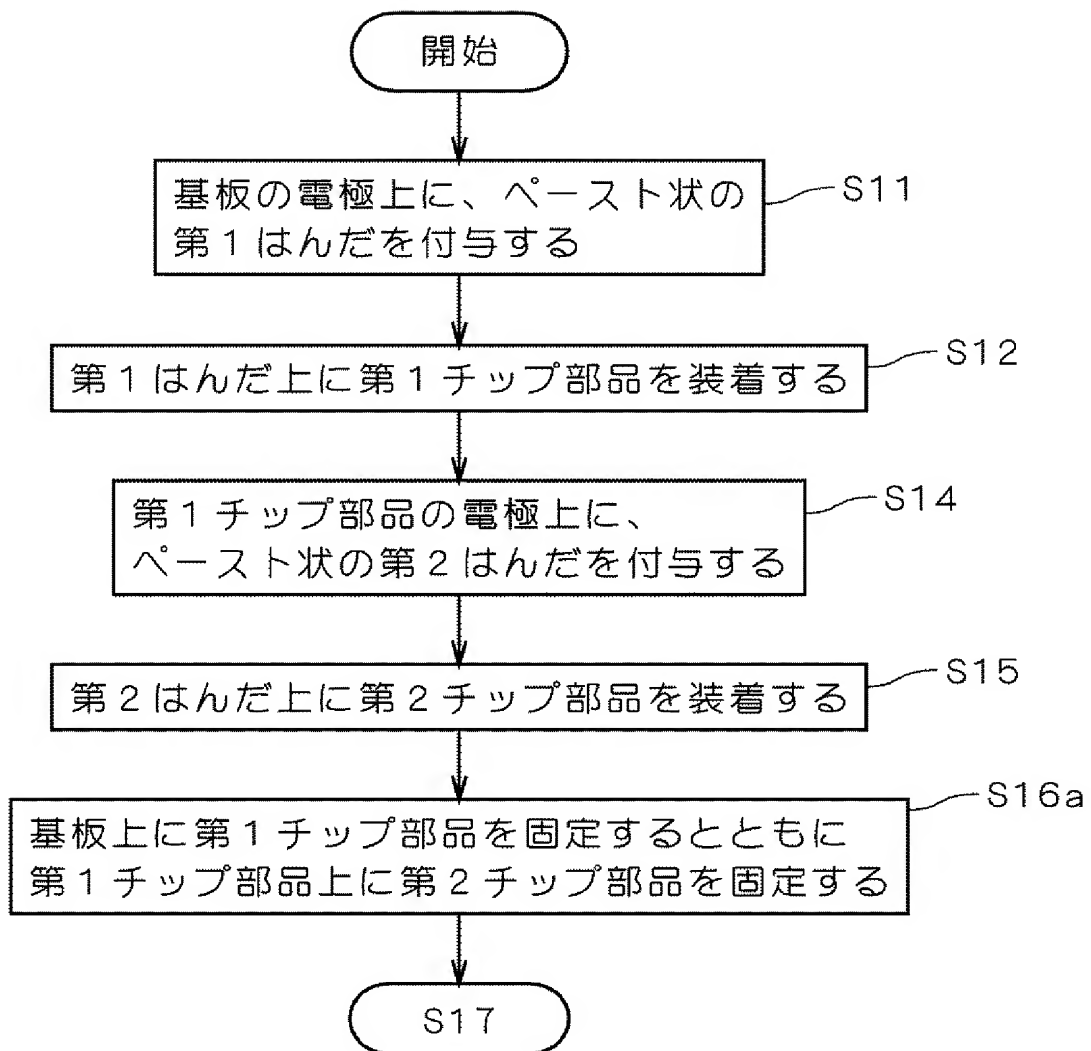 開始
基板の電極上に、ペースト状の
第1はんだを付与する
S11
第1はんだ上に第1チップ部品を装着する
S12
第1チップ部品の電極上に、
ペースト状の第2はんだを付与する
S14
第2はんだ上に第2チップ部品を装着する
S15
基板上に第1チップ部品を固定するとともに
第1チップ部品上に第2チップ部品を固定する
S16a
S17